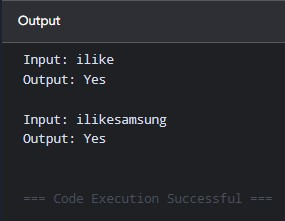 Output
Input: ilike
Output: Yes
Input: ilikesamsung
Output: Yes
=== Code Execution Successful ===